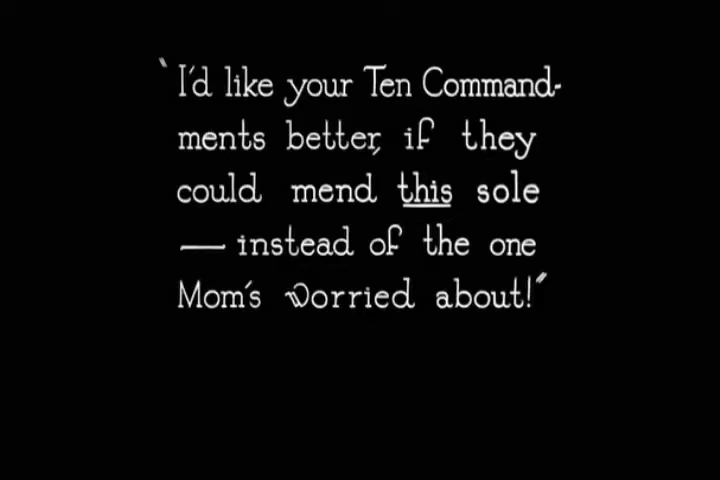 "I'd like your Ten Command-
ments better, if they
could mend this sole
— instead of the one
Mom's worried about!"